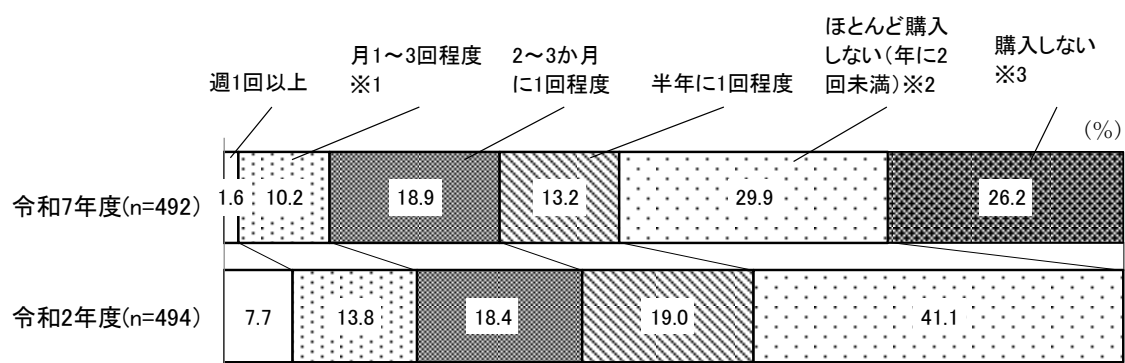 週1回以上
月1～3回程度
※1
2～3か月
に1回程度
半年に1回程度
ほとんど購入
しない（年に2
回未満）※2
購入しない
※3
(%)
令和7年度(n=492)
1.6
10.2
18.9
13.2
29.9
26.2
令和2年度(n=494)
7.7
13.8
18.4
19.0
41.1